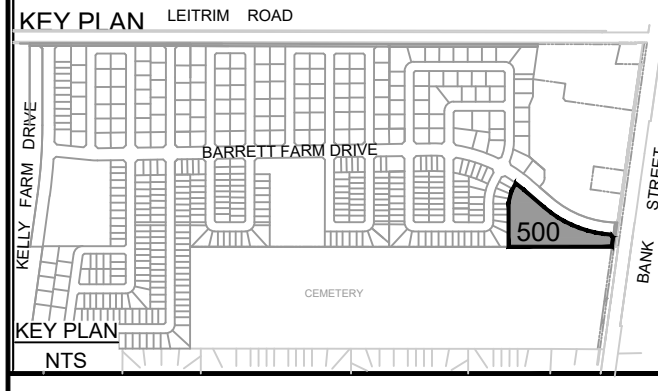 KEY PLAN
LEITRIM ROAD
KELLY FARM DRIVE
BARRETT FARM DRIVE
BANK STREET
500
CEMETERY
KEY PLAN
NTS